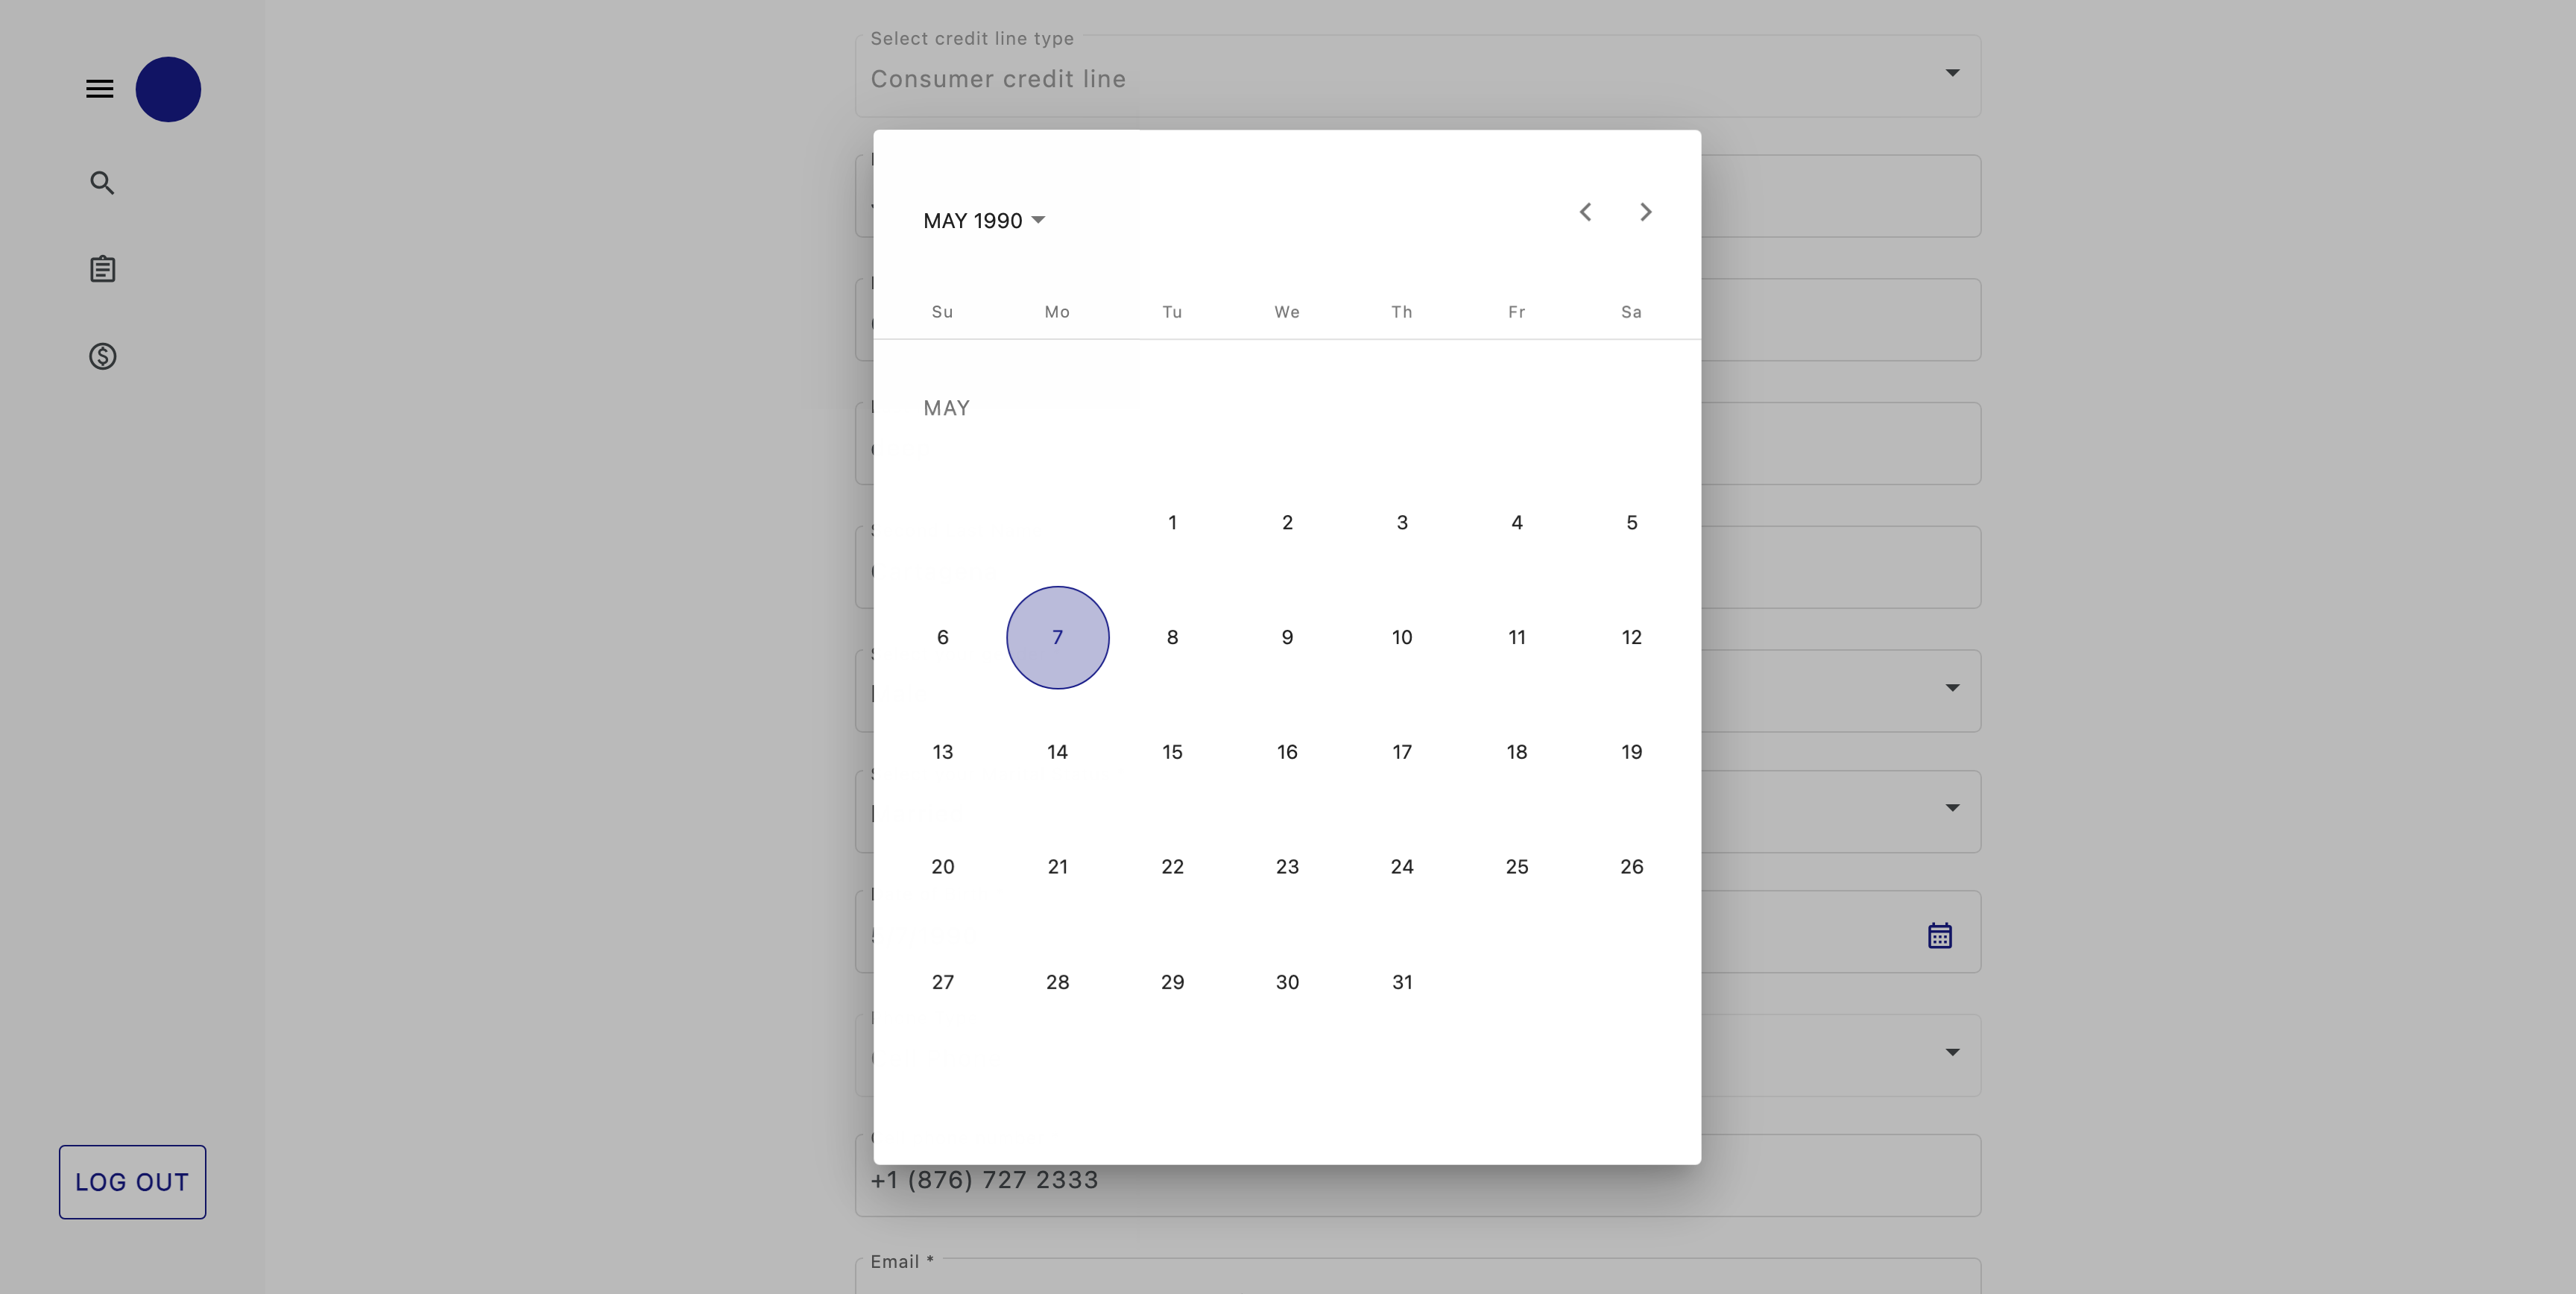 Select credit line type
Consumer credit line
MAY 1990
Su Mo Tu We Th Fr Sa
MAY
1 2 3 4 5
6 7 8 9 10 11 12
13 14 15 16 17 18 19
20 21 22 23 24 25 26
27 28 29 30 31
LOG OUT
+1 (876) 727 2333
Email *